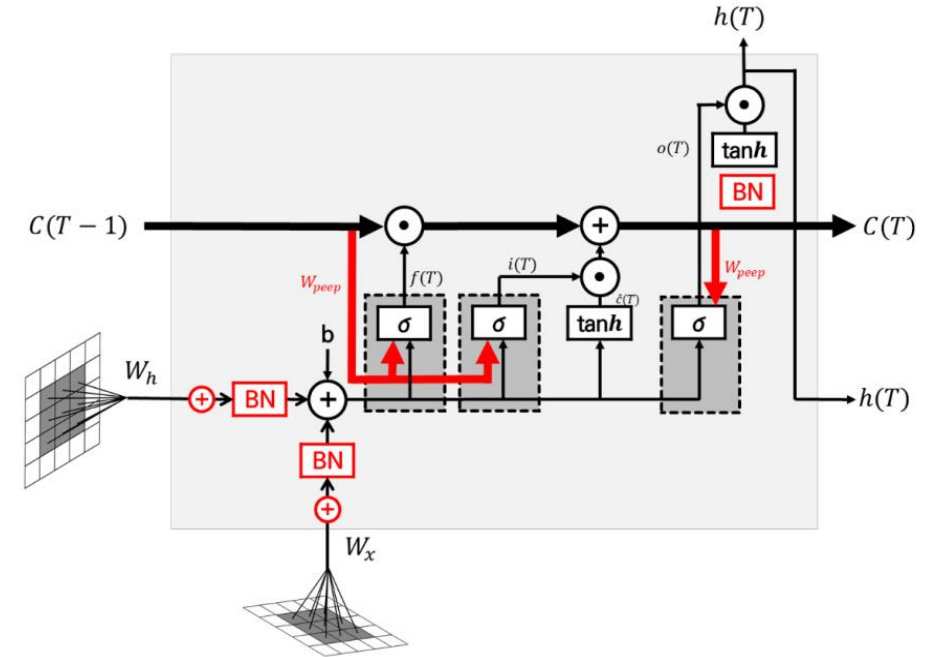 h(T)
o(T)
tanh
BN
C(T − 1)
C(T)
W_peep
f(T)
i(T)
ĉ(T)
W_peep
σ
σ
tanh
σ
b
W_h
BN
h(T)
BN
W_x